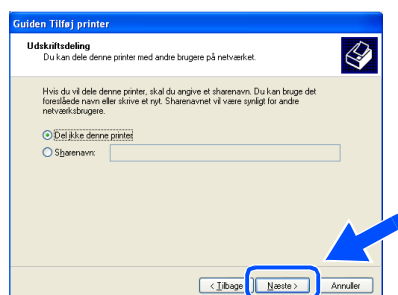 Guiden Tilføj printer
Udskriftsdeling
Du kan dele denne printer med andre brugere på netværket.
Hvis du vil dele denne printer, skal du angive et sharenavn. Du kan bruge det
foreslåede navn eller skrive et nyt. Sharenavnet vil være synligt for andre
netværksbrugere.
Del ikke denne printer
Sharenavn:
< Tilbage Næste > Annuller